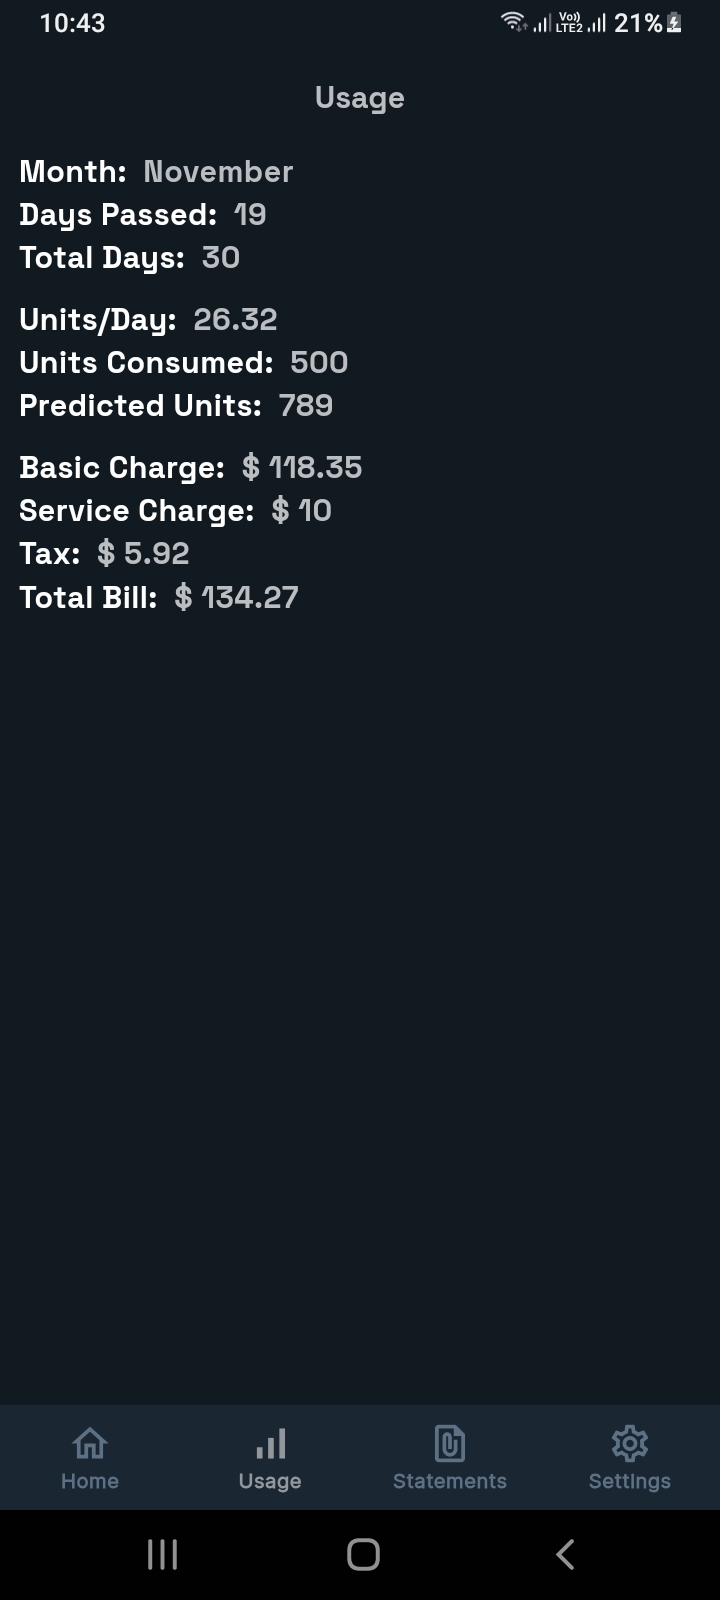 10:43 Vo)) LTE2 21%
Usage
Month: November
Days Passed: 19
Total Days: 30
Units/Day: 26.32
Units Consumed: 500
Predicted Units: 789
Basic Charge: $ 118.35
Service Charge: $ 10
Tax: $ 5.92
Total Bill: $ 134.27
Home Usage Statements Settings